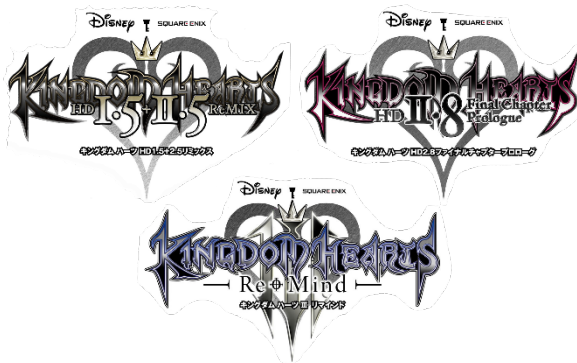 Disney SQUARE ENIX
KINGDOM HEARTS
HD I.5+II.5 ReMIX
キングダム ハーツ HD1.5+2.5リミックス
Disney SQUARE ENIX
KINGDOM HEARTS
HD II.8 Final Chapter
Prologue
キングダム ハーツ HD2.8ファイナルチャプタープロローグ
Disney SQUARE ENIX
KINGDOM HEARTS
III
Re Mind
キングダム ハーツ III リマインド